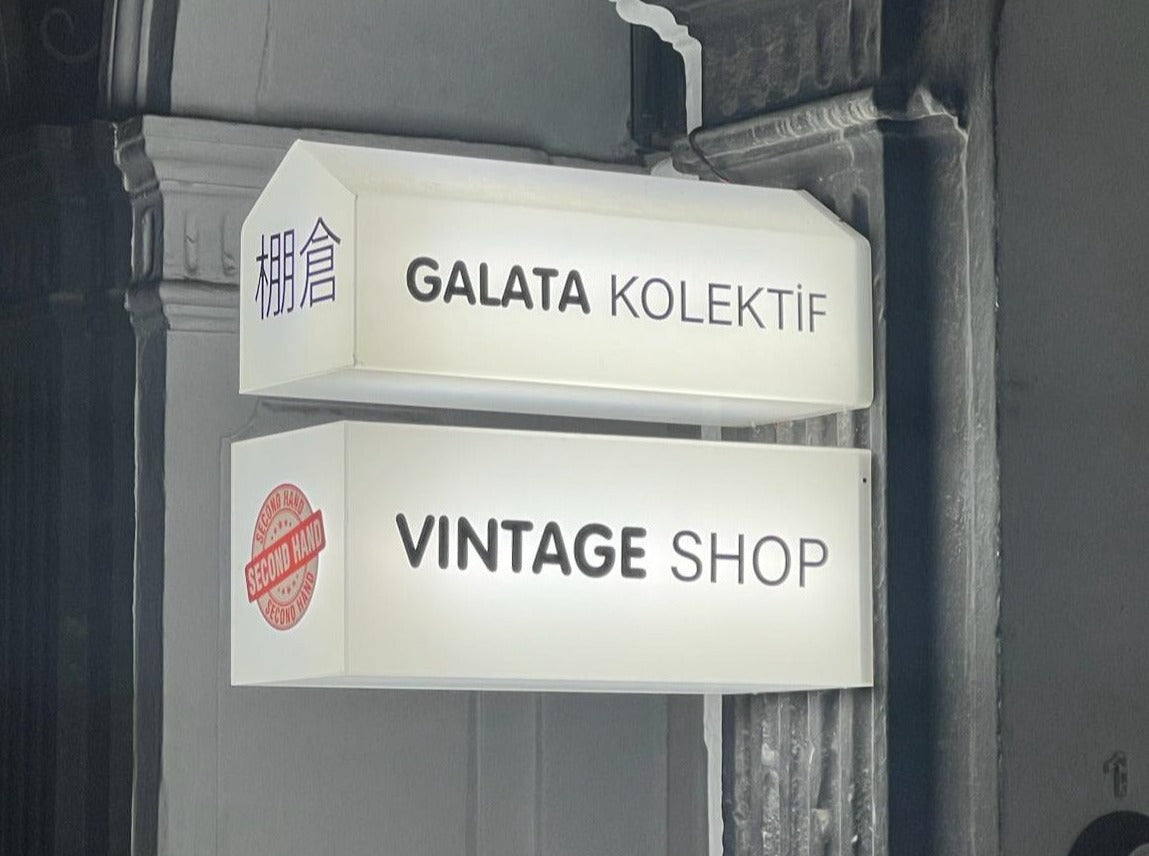 棚倉
GALATA KOLEKTİF
SECOND HAND
SECOND HAND
SECOND HAND
VINTAGE SHOP